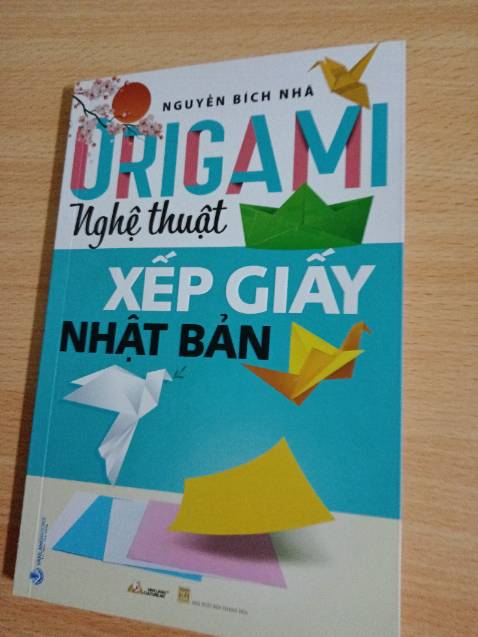 NGUYỄN BÍCH NHÃ
ORIGAMI
Nghệ thuật
XẾP GIẤY
NHẬT BẢN